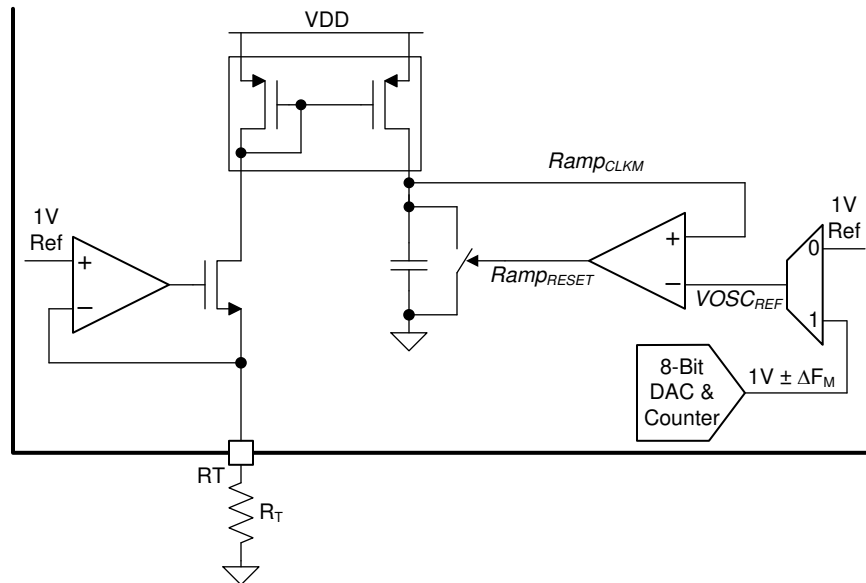 VDD
Ramp_CLKM
1V
Ref
1V
Ref
+
−
+
−
0
1
Ramp_RESET
VOSC_REF
8-Bit
DAC &
Counter
1V ± ΔF_M
RT
R_T